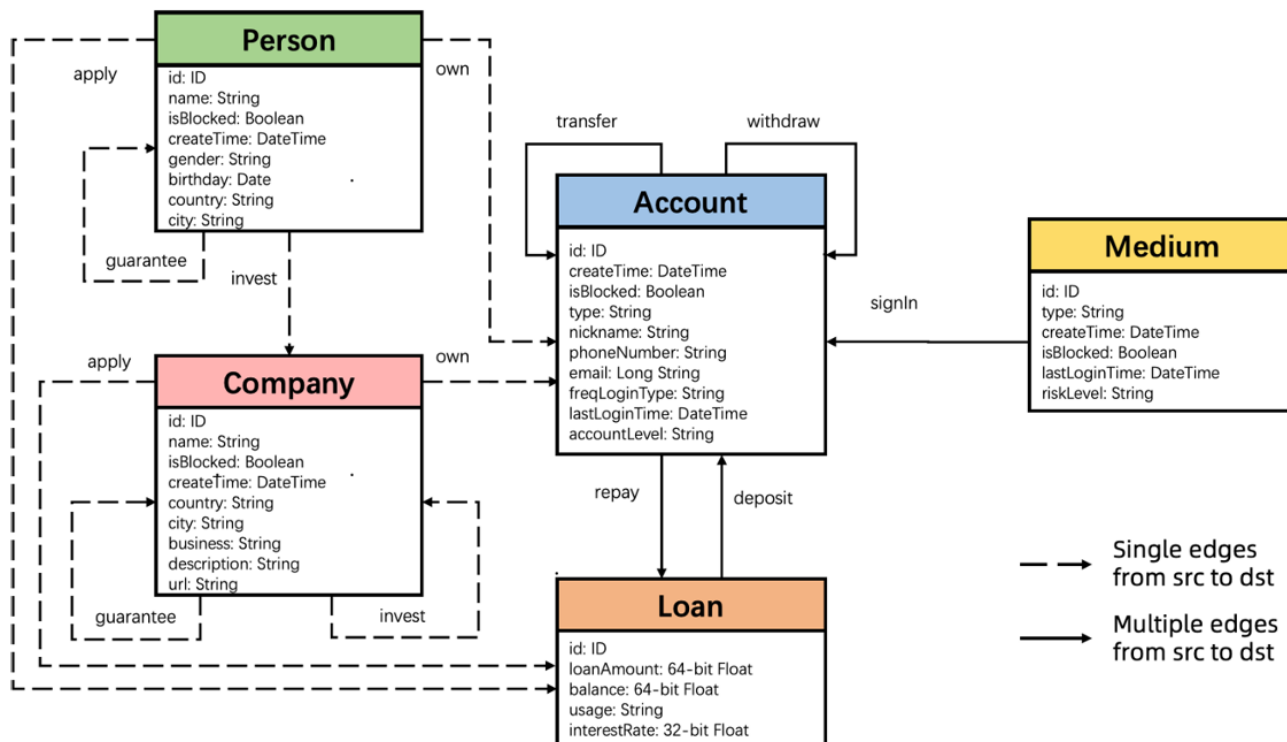 Person
id: ID
name: String
isBlocked: Boolean
createTime: DateTime
gender: String
birthday: Date
country: String
city: String
apply
own
guarantee
invest
transfer
withdraw
Account
id: ID
createTime: DateTime
isBlocked: Boolean
type: String
nickname: String
phoneNumber: String
email: Long String
freqLoginType: String
lastLoginTime: DateTime
accountLevel: String
signIn
Medium
id: ID
type: String
createTime: DateTime
isBlocked: Boolean
lastLoginTime: DateTime
riskLevel: String
apply
own
Company
id: ID
name: String
isBlocked: Boolean
createTime: DateTime
country: String
city: String
business: String
description: String
url: String
guarantee
invest
repay
deposit
Loan
id: ID
loanAmount: 64-bit Float
balance: 64-bit Float
usage: String
interestRate: 32-bit Float
Single edges
from src to dst
Multiple edges
from src to dst